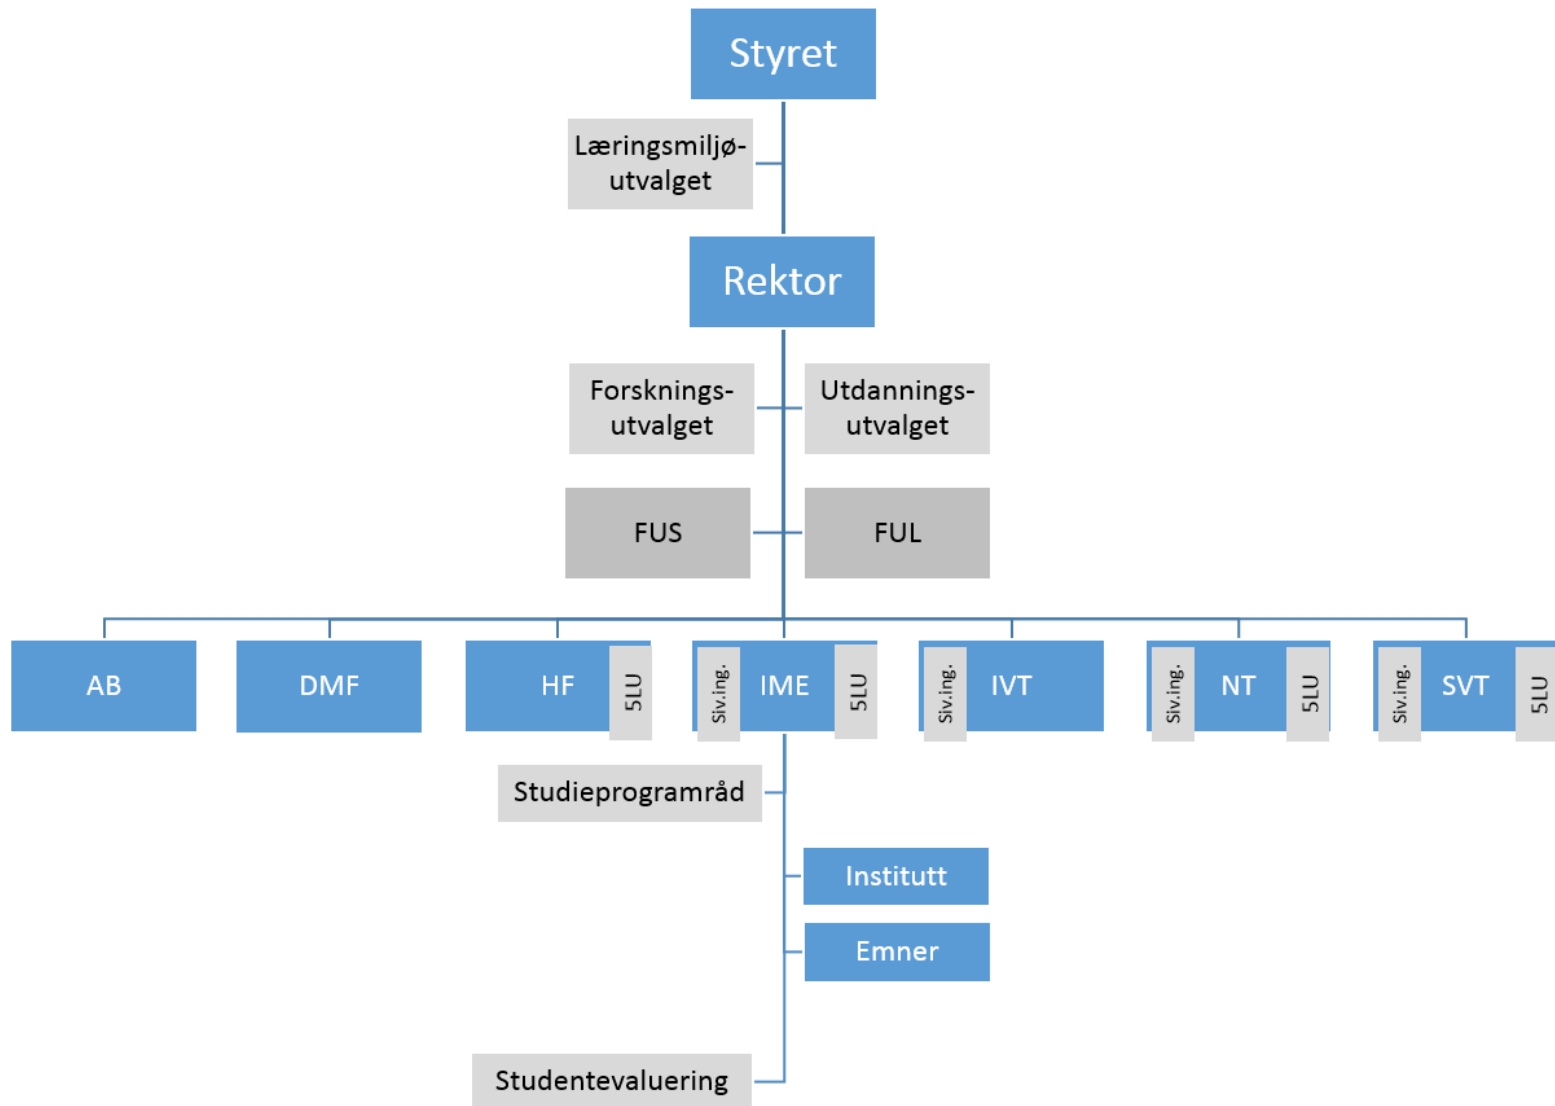 Styret
Læringsmiljø-
utvalget
Rektor
Forsknings-
utvalget
Utdannings-
utvalget
FUS
FUL
AB
DMF
HF
5LU
Siv.ing.
IME
5LU
Siv.ing.
IVT
Siv.ing.
NT
5LU
Siv.ing.
SVT
5LU
Studieprogramråd
Institutt
Emner
Studentevaluering